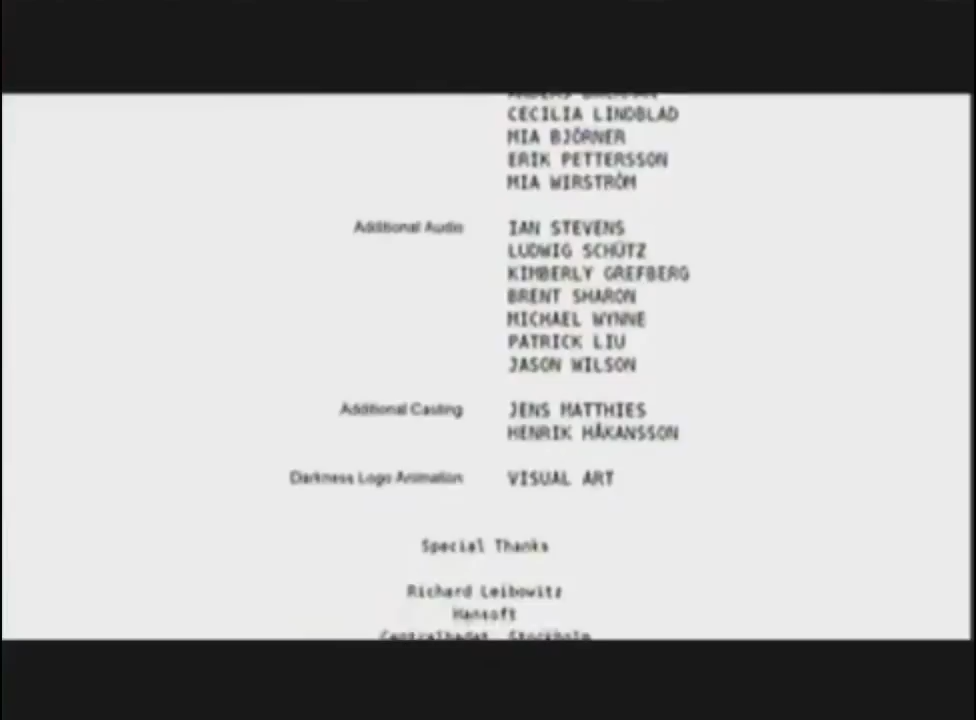 CECILIA LINDBLAD
MIA BJÖRNER
ERIK PETTERSSON
MIA WIRSTRÖM
Additional Audio IAN STEVENS
LUDWIG SCHÜTZ
KIMBERLY GREFBERG
BRENT SHARON
MICHAEL WYNNE
PATRICK LIU
JASON WILSON
Additional Casting JENS MATTHIES
HENRIK HÅKANSSON
Darkness Logo Animation VISUAL ART
Special Thanks
Richard Leibowitz
Hansoft
Centralbadet, Stockholm